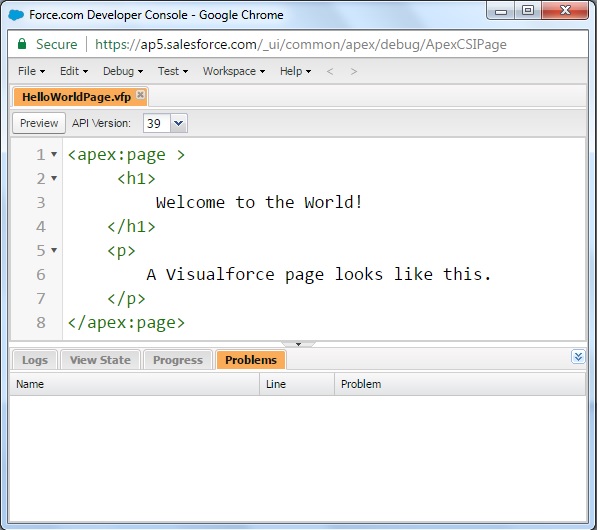 Force.com Developer Console - Google Chrome
Secure https://ap5.salesforce.com/_ui/common/apex/debug/ApexCSIPage
File Edit Debug Test Workspace Help < >
HelloWorldPage.vfp
Preview API Version: 39
1 <apex:page >
2 <h1>
3 Welcome to the World!
4 </h1>
5 <p>
6 A Visualforce page looks like this.
7 </p>
8 </apex:page>
Logs View State Progress Problems
Name Line Problem